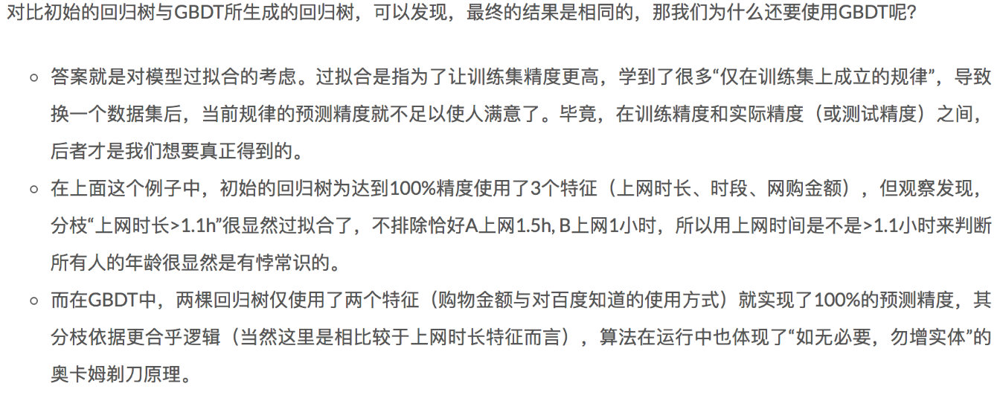 对比初始的回归树与GBDT所生成的回归树，可以发现，最终的结果是相同的，那我们为什么还要使用GBDT呢？
答案就是对模型过拟合的考虑。过拟合是指为了让训练集精度更高，学到了很多“仅在训练集上成立的规律”，导致
换一个数据集后，当前规律的预测精度就不足以使人满意了。毕竟，在训练精度和实际精度（或测试精度）之间，
后者才是我们想要真正得到的。
在上面这个例子中，初始的回归树为达到100%精度使用了3个特征（上网时长、时段、网购金额），但观察发现，
分枝“上网时长>1.1h”很显然过拟合了，不排除恰好A上网1.5h, B上网1小时，所以用上网时间是不是>1.1小时来判断
所有人的年龄很显然是有悖常识的。
而在GBDT中，两棵回归树仅使用了两个特征（购物金额与对百度知道的使用方式）就实现了100%的预测精度，其
分枝依据更合乎逻辑（当然这里是相比较于上网时长特征而言），算法在运行中也体现了“如无必要，勿增实体”的
奥卡姆剃刀原理。